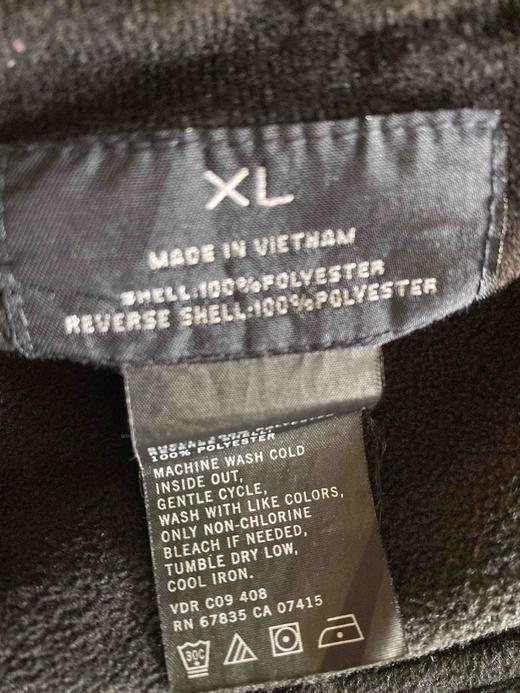 XL
MADE IN VIETNAM
SHELL:100%POLYESTER
REVERSE SHELL:100%POLYESTER
100% POLYESTER
MACHINE WASH COLD
INSIDE OUT,
GENTLE CYCLE,
WASH WITH LIKE COLORS,
ONLY NON-CHLORINE
BLEACH IF NEEDED,
TUMBLE DRY LOW,
COOL IRON.
VDR C09 408
RN 67835 CA 07415
30C